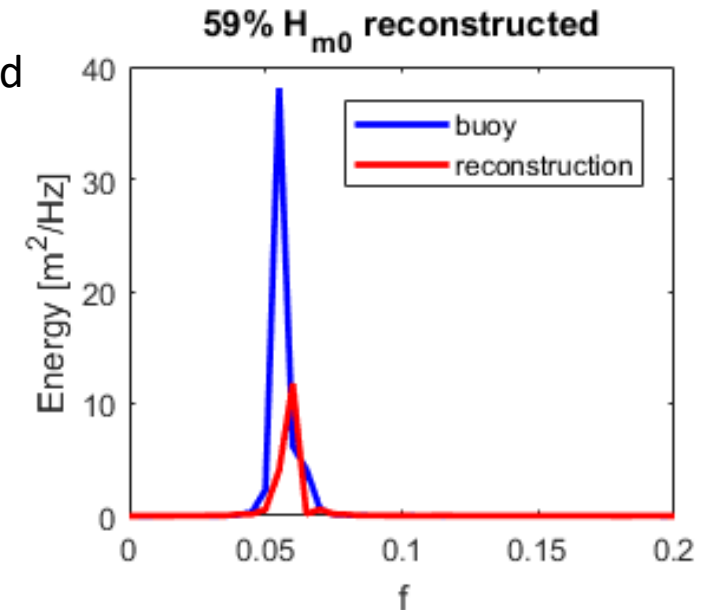 59% H_m0 reconstructed
d
40
buoy
reconstruction
30
Energy [m²/Hz]
20
10
0
0 0.05 0.1 0.15 0.2
f